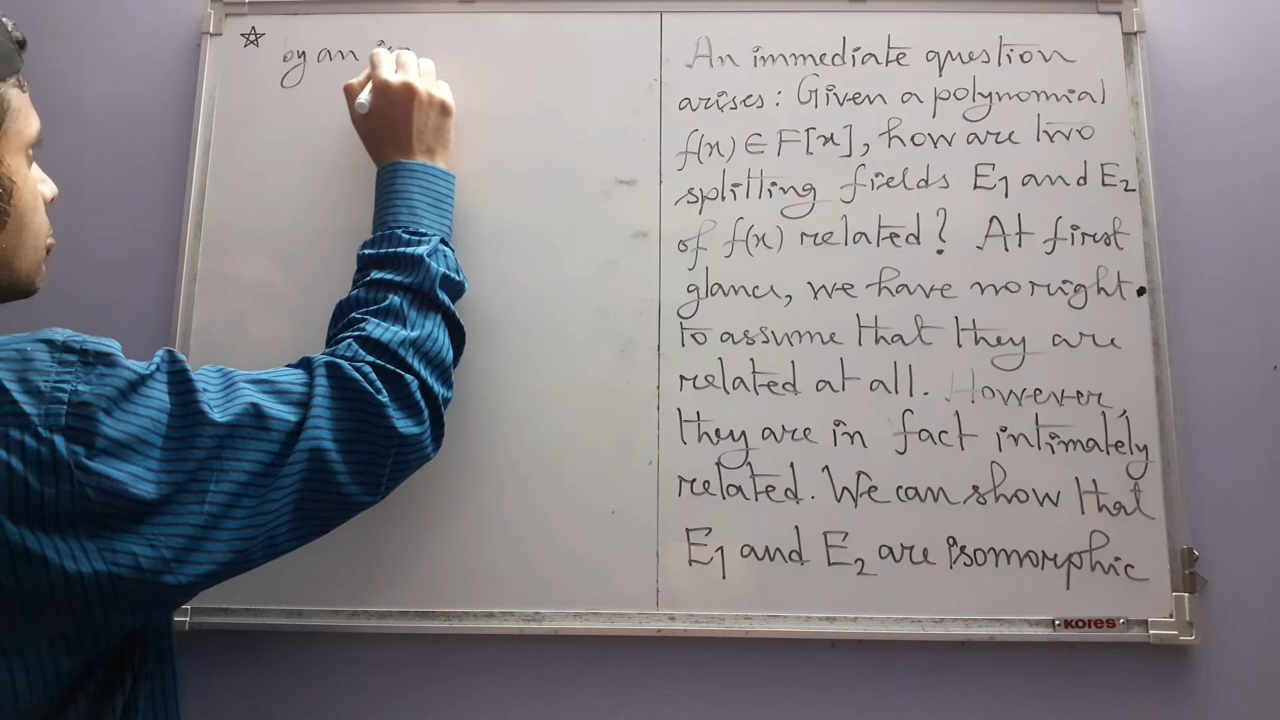 ☆ by an
An immediate question
arises: Given a polynomial
f(x) ∈ F[x], how are two
splitting fields E1 and E2
of f(x) related? At first
glance, we have no right
to assume that they are
related at all. However,
they are in fact intimately
related. We can show that
E1 and E2 are isomorphic
KORES